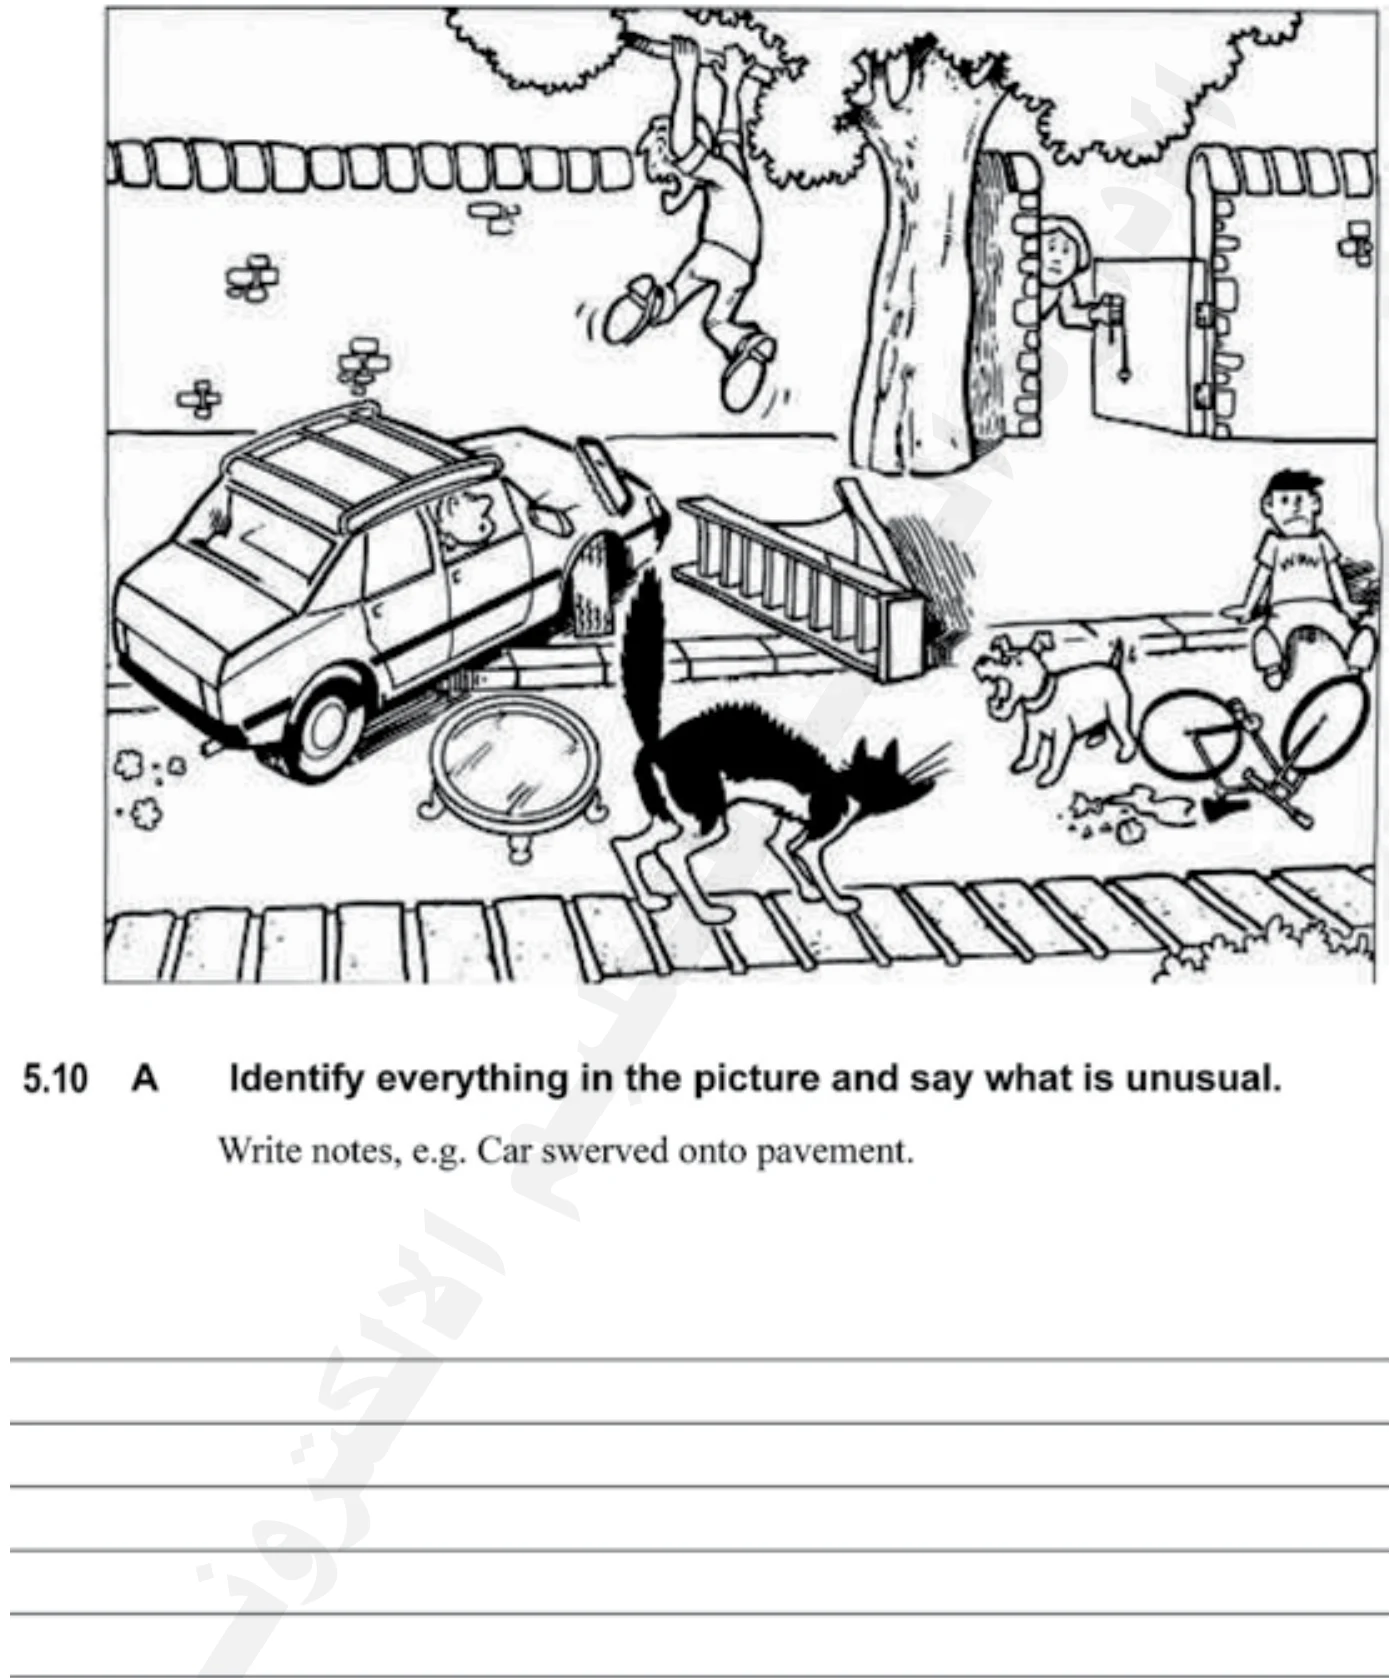 5.10 A Identify everything in the picture and say what is unusual.
Write notes, e.g. Car swerved onto pavement.